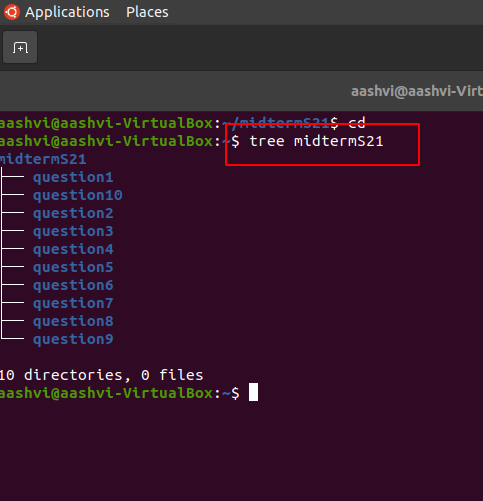 Applications Places
aashvi@aashvi-Virt
aashvi@aashvi-VirtualBox:~/midtermS21$ cd
aashvi@aashvi-VirtualBox:~$ tree midtermS21
midtermS21
├── question1
├── question10
├── question2
├── question3
├── question4
├── question5
├── question6
├── question7
├── question8
└── question9
10 directories, 0 files
aashvi@aashvi-VirtualBox:~$